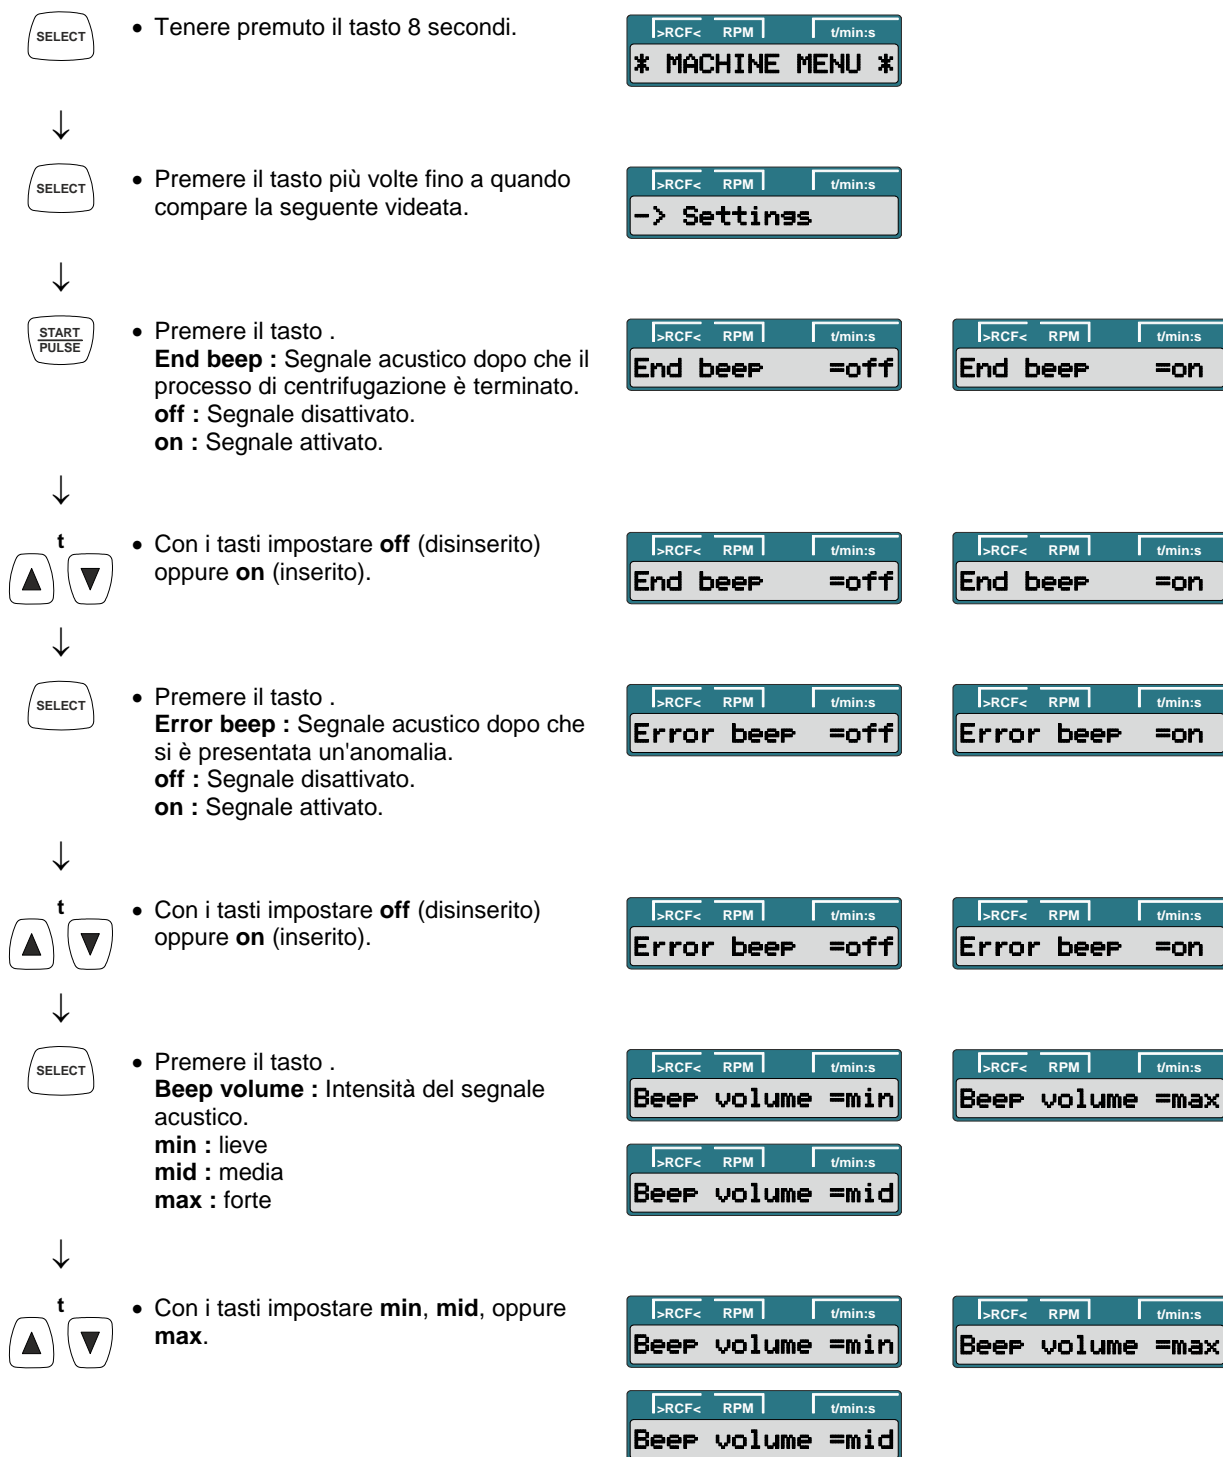 SELECT
• Tenere premuto il tasto 8 secondi.
>RCF< RPM t/min:s
* MACHINE MENU *
↓
SELECT
• Premere il tasto più volte fino a quando
compare la seguente videata.
>RCF< RPM t/min:s
-> Settings
↓
START
PULSE
• Premere il tasto .
End beep : Segnale acustico dopo che il
processo di centrifugazione è terminato.
off : Segnale disattivato.
on : Segnale attivato.
>RCF< RPM t/min:s
End beep =off
>RCF< RPM t/min:s
End beep =on
↓
t
▲ ▼
• Con i tasti impostare off (disinserito)
oppure on (inserito).
>RCF< RPM t/min:s
End beep =off
>RCF< RPM t/min:s
End beep =on
↓
SELECT
• Premere il tasto .
Error beep : Segnale acustico dopo che
si è presentata un'anomalia.
off : Segnale disattivato.
on : Segnale attivato.
>RCF< RPM t/min:s
Error beep =off
>RCF< RPM t/min:s
Error beep =on
↓
t
▲ ▼
• Con i tasti impostare off (disinserito)
oppure on (inserito).
>RCF< RPM t/min:s
Error beep =off
>RCF< RPM t/min:s
Error beep =on
↓
SELECT
• Premere il tasto .
Beep volume : Intensità del segnale
acustico.
min : lieve
mid : media
max : forte
>RCF< RPM t/min:s
Beep volume =min
>RCF< RPM t/min:s
Beep volume =max
>RCF< RPM t/min:s
Beep volume =mid
↓
t
▲ ▼
• Con i tasti impostare min, mid, oppure
max.
>RCF< RPM t/min:s
Beep volume =min
>RCF< RPM t/min:s
Beep volume =max
>RCF< RPM t/min:s
Beep volume =mid